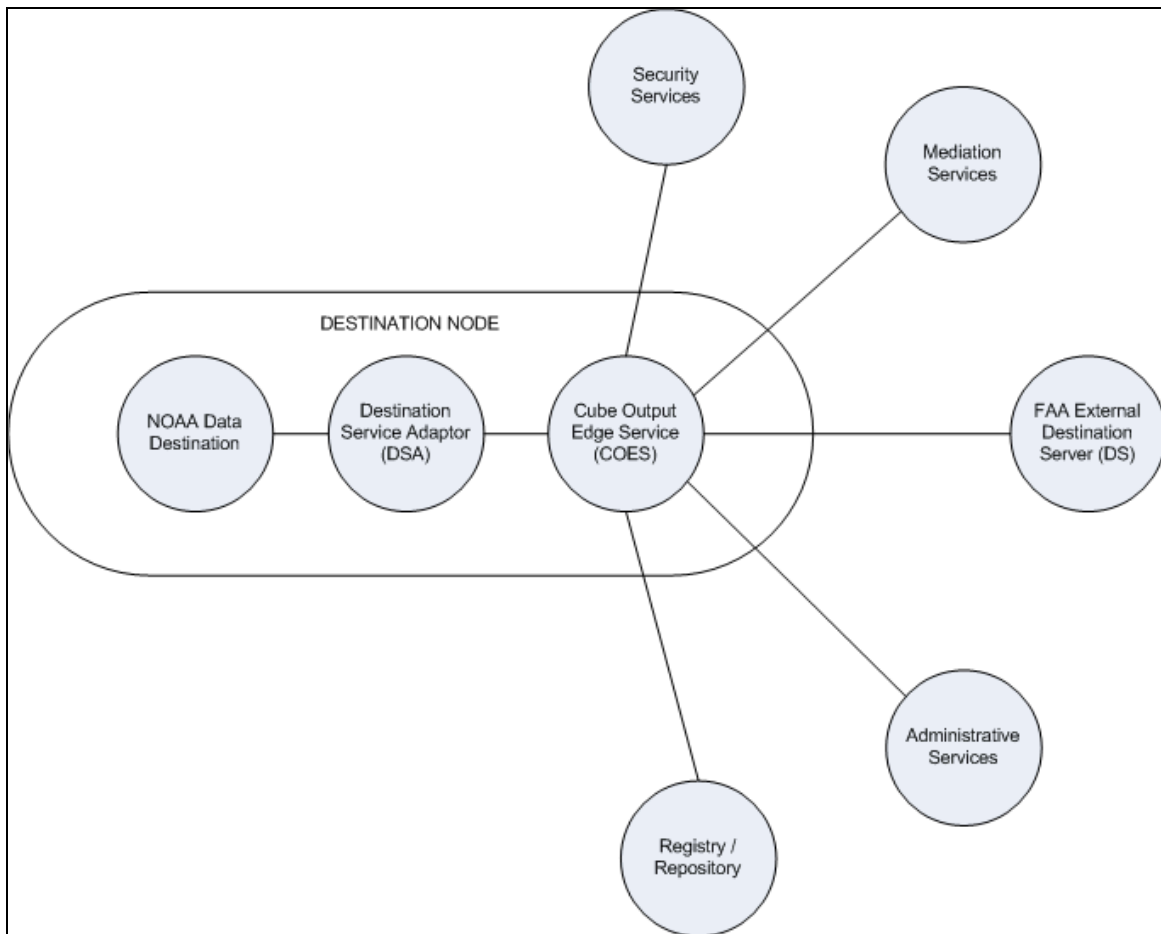 Security
Services
Mediation
Services
DESTINATION NODE
NOAA Data
Destination
Destination
Service Adaptor
(DSA)
Cube Output
Edge Service
(COES)
FAA External
Destination
Server (DS)
Administrative
Services
Registry /
Repository